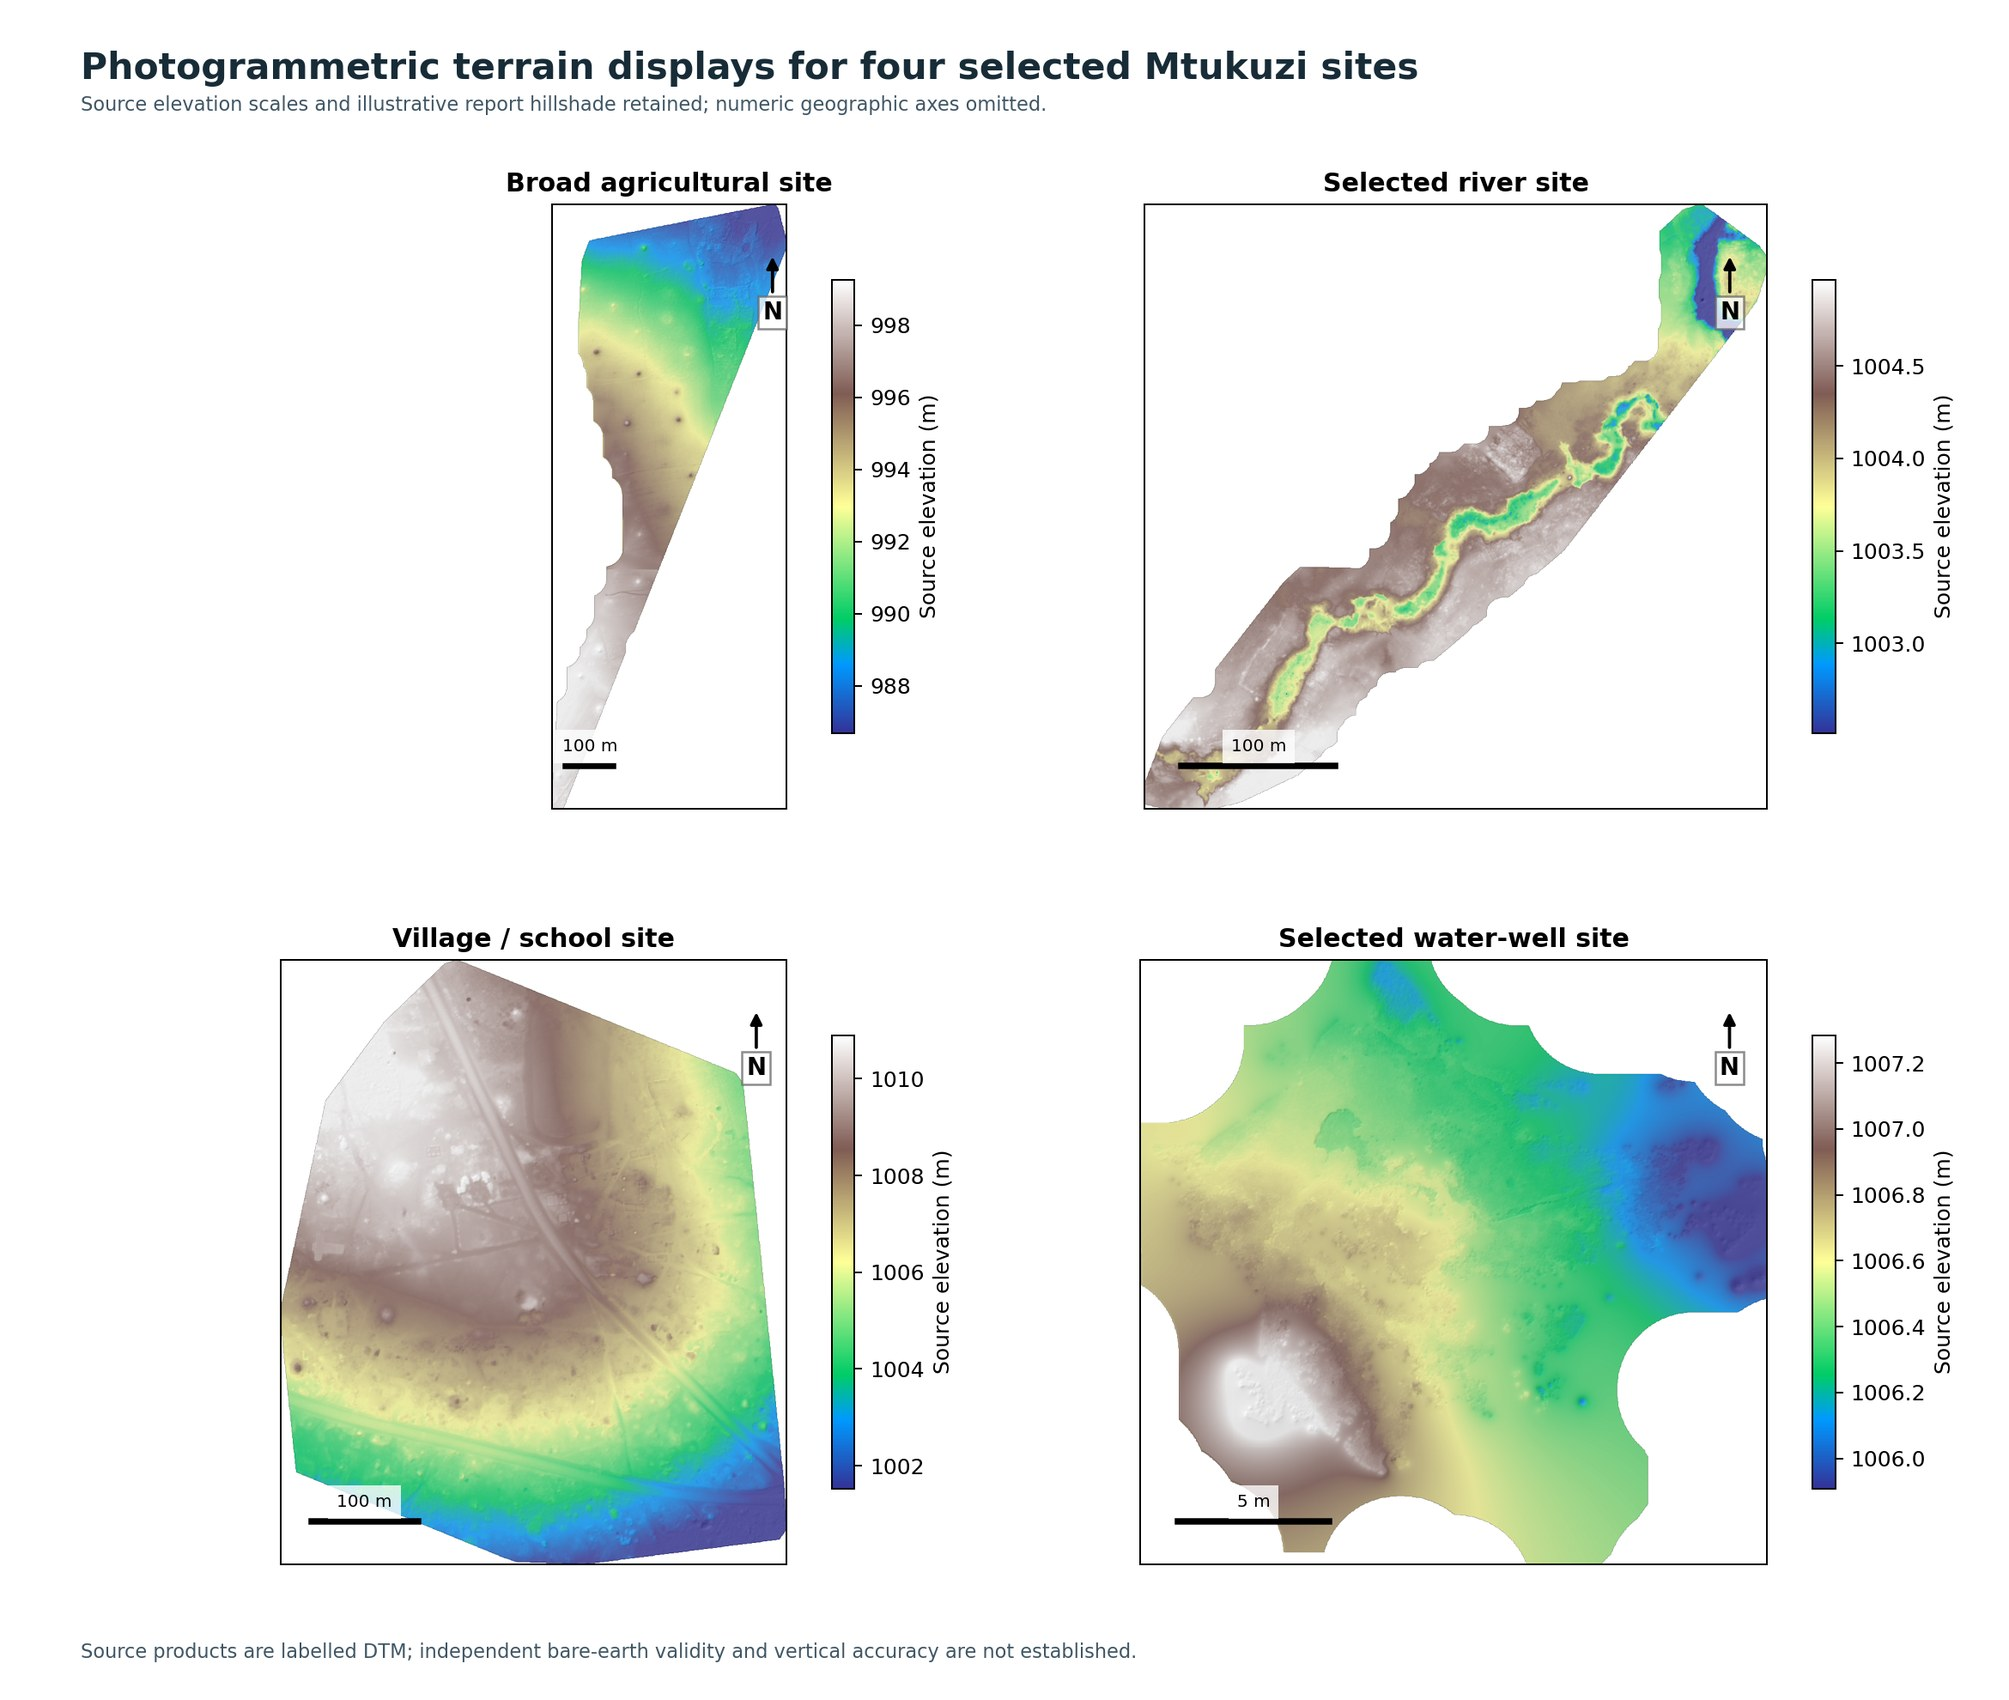 Photogrammetric terrain displays for four selected Mtukuzi sites
Source elevation scales and illustrative report hillshade retained; numeric geographic axes omitted.
Broad agricultural site
N
100 m
998
996
994
992
990
988
Source elevation (m)
Selected river site
N
100 m
1004.5
1004.0
1003.5
1003.0
Source elevation (m)
Village / school site
N
100 m
1010
1008
1006
1004
1002
Source elevation (m)
Selected water-well site
N
5 m
1007.2
1007.0
1006.8
1006.6
1006.4
1006.2
1006.0
Source elevation (m)
Source products are labelled DTM; independent bare-earth validity and vertical accuracy are not established.